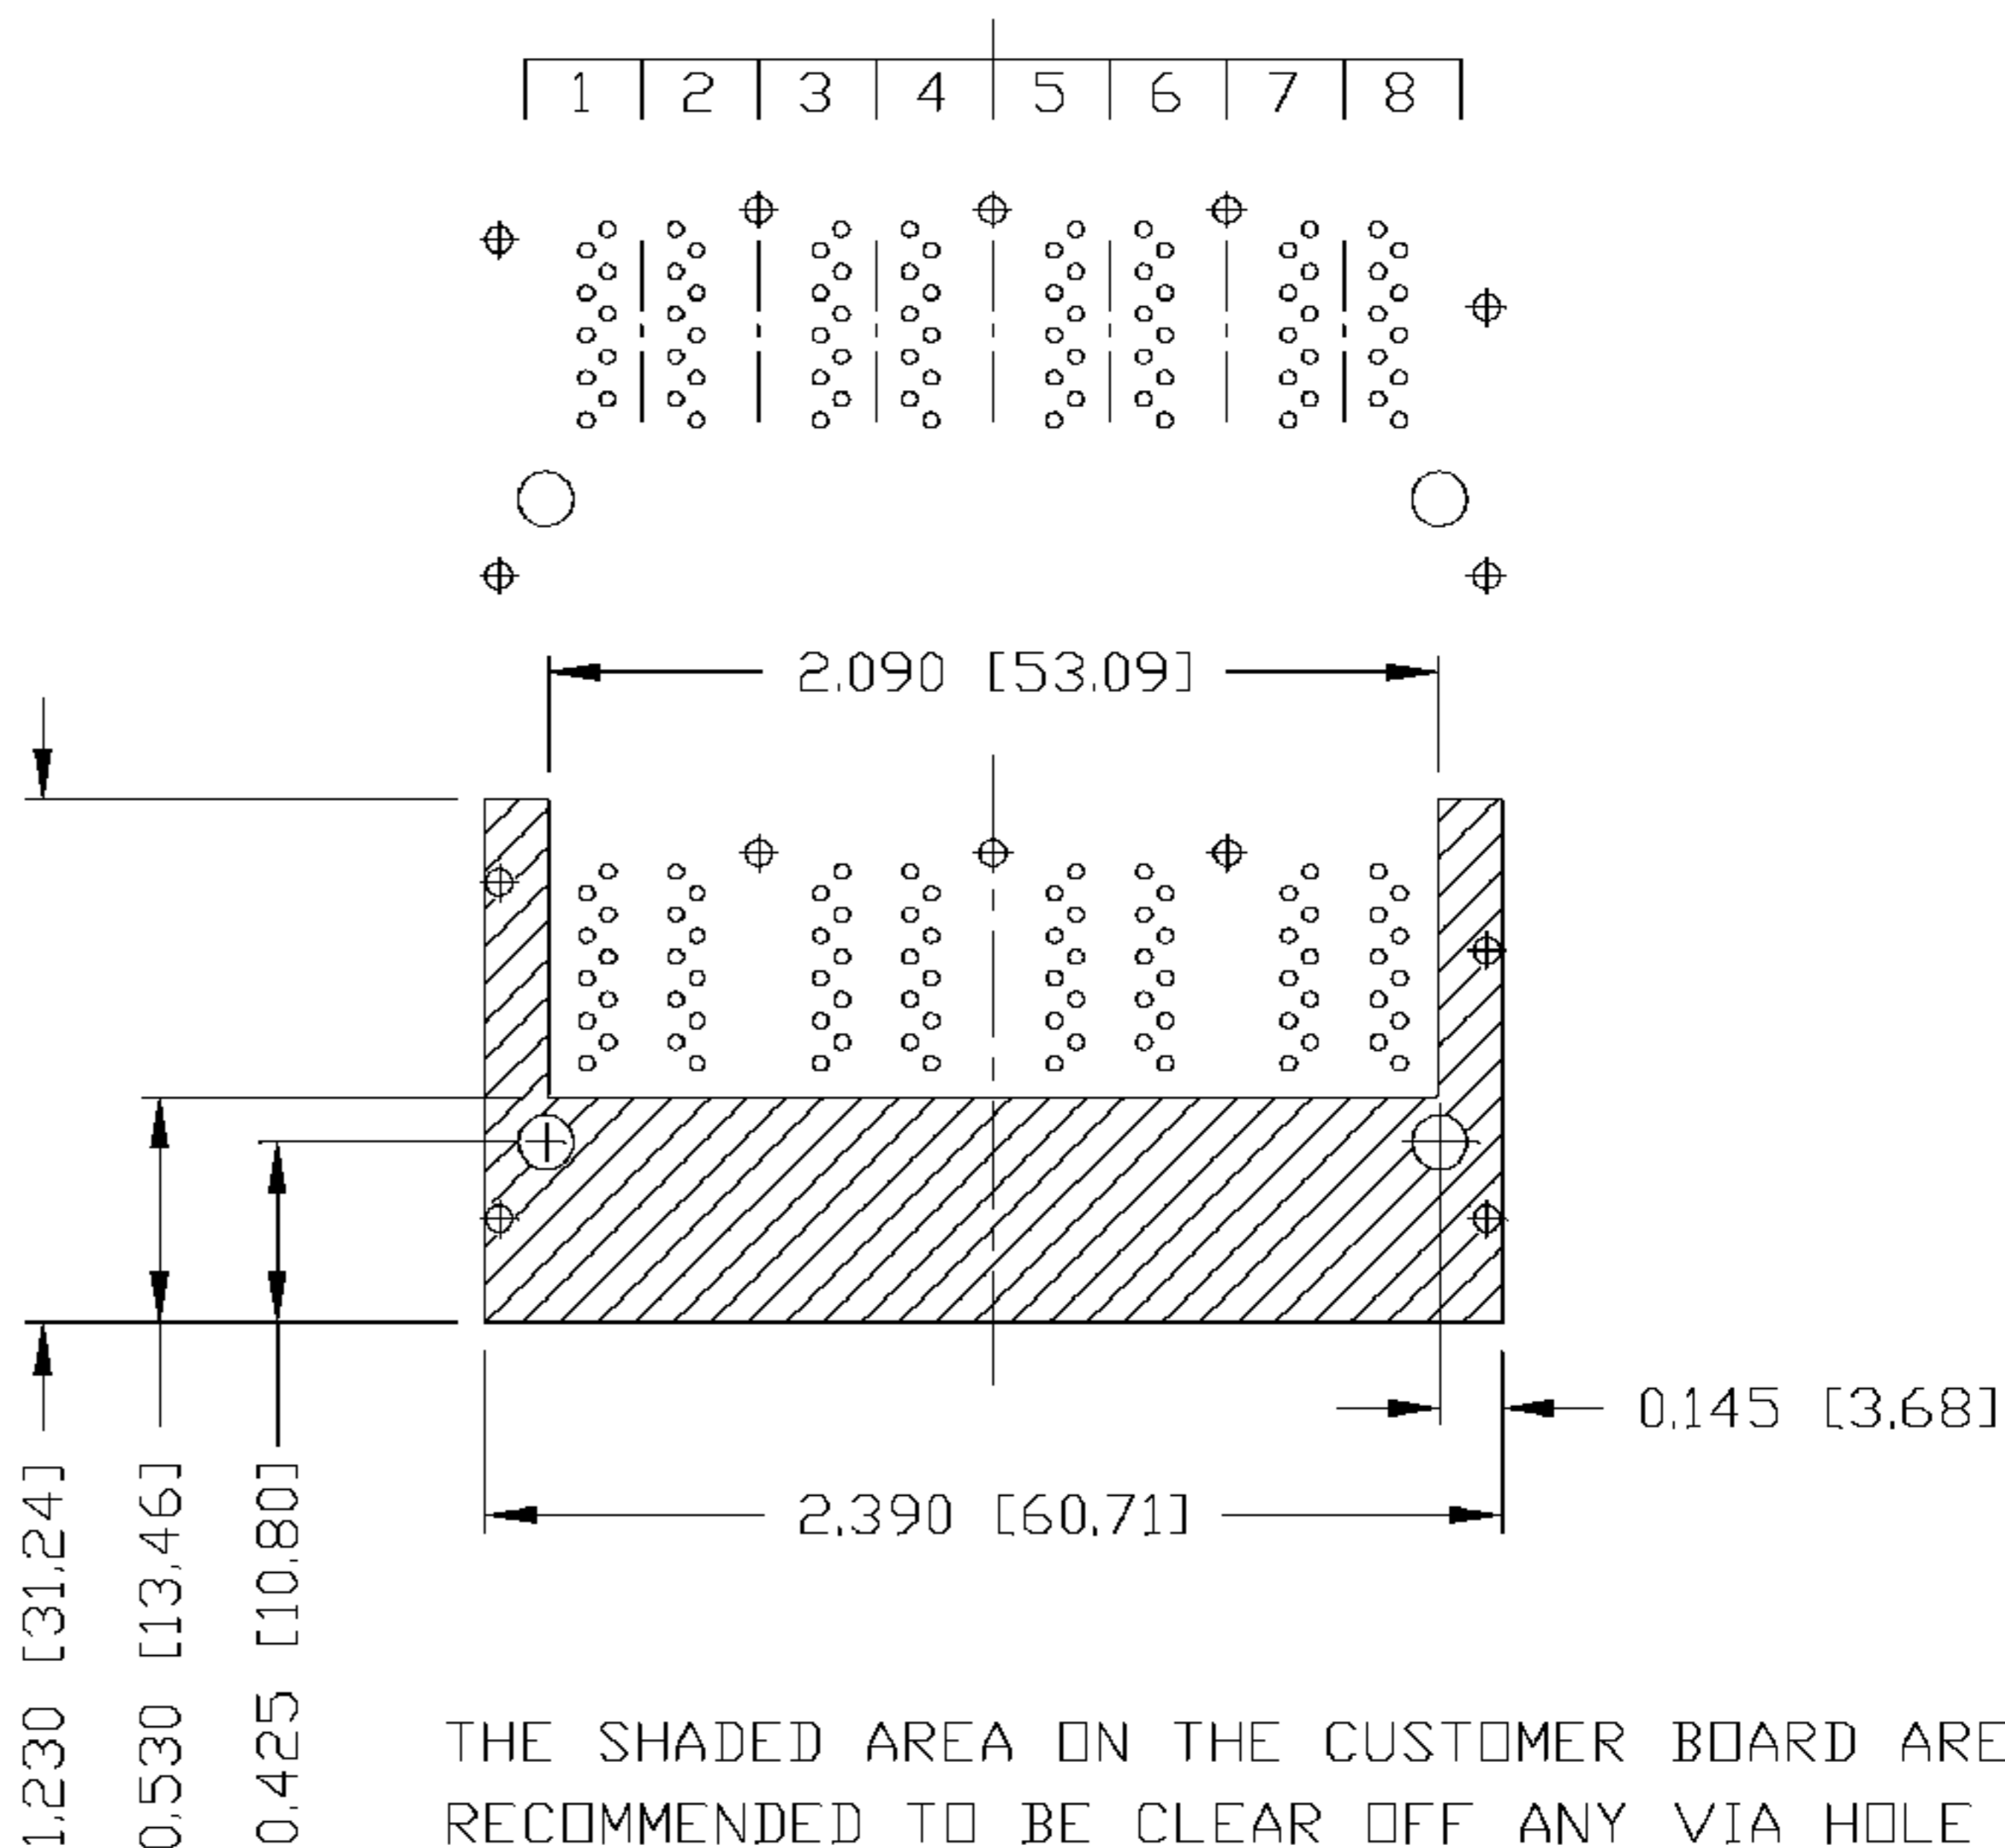 1 2 3 4 5 6 7 8
2.090 [53.09]
0.145 [3.68]
2.390 [60.71]
1.230 [31.24]
0.530 [13.46]
0.425 [10.80]
THE SHADED AREA ON THE CUSTOMER BOARD ARE
RECOMMENDED TO BE CLEAR OFF ANY VIA HOLE